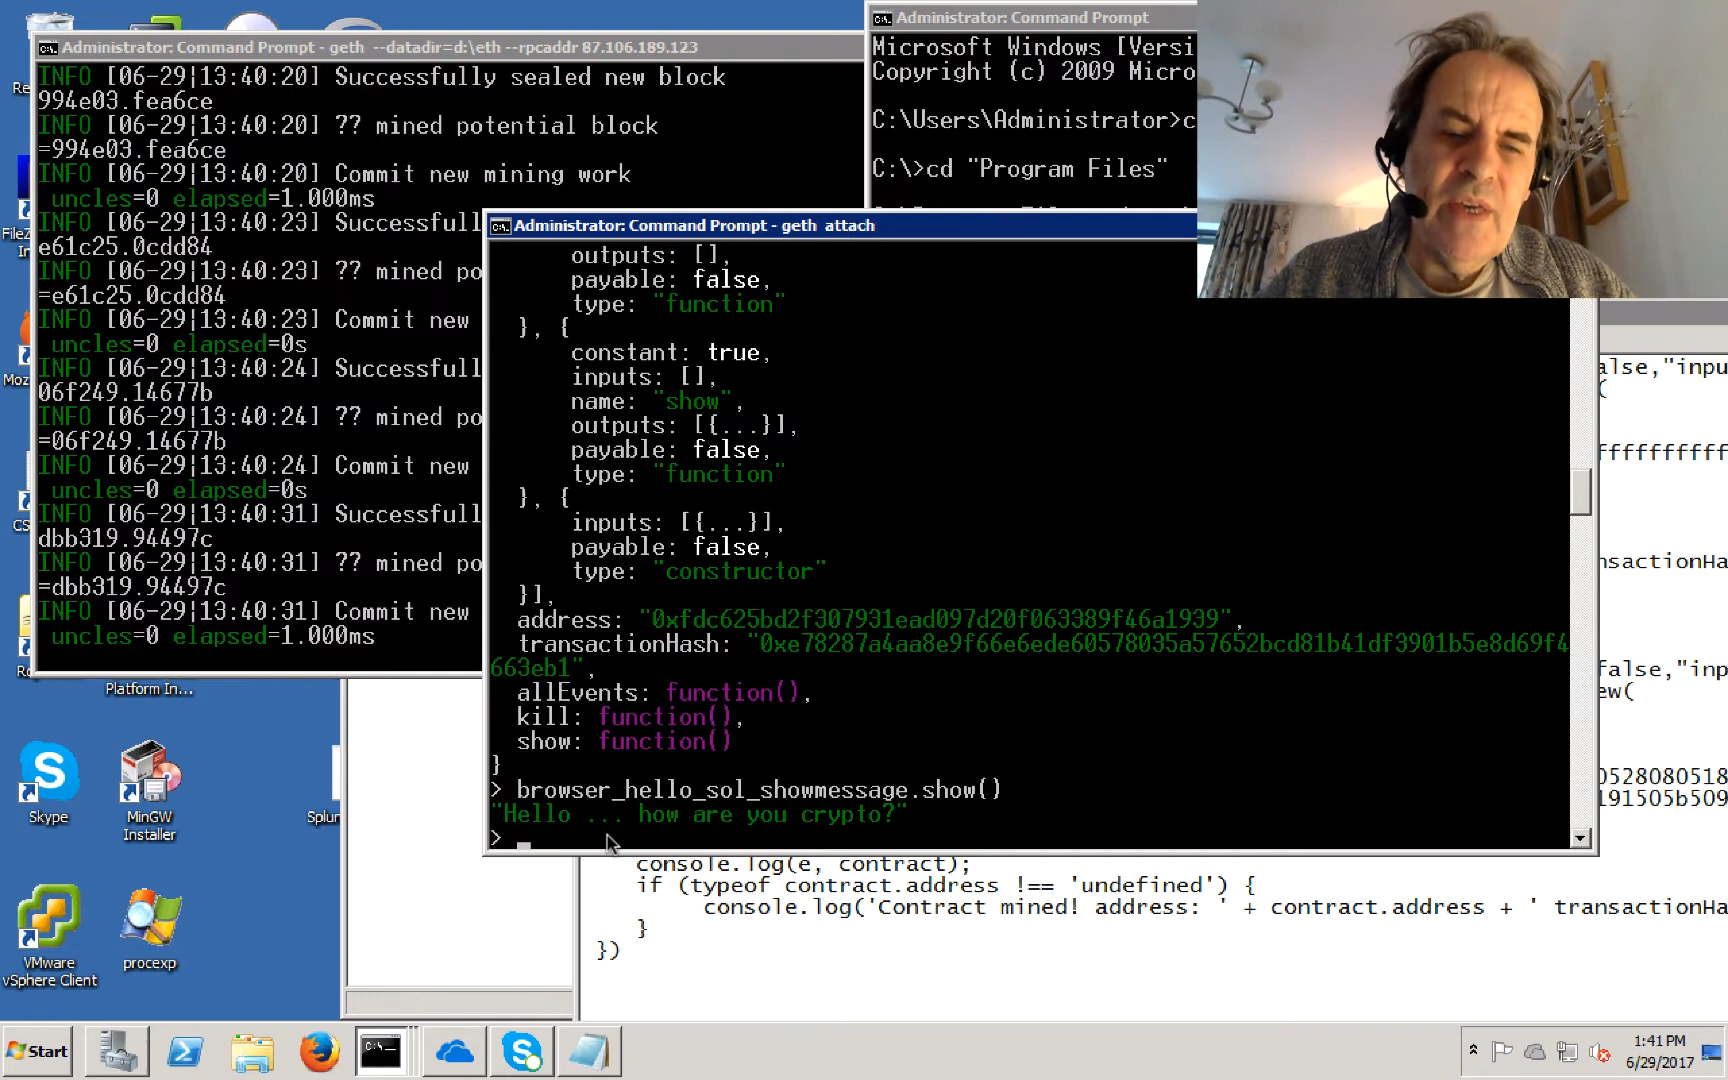 Administrator: Command Prompt - geth --datadir=d:\eth --rpcaddr 87.106.189.123
INFO [06-29|13:40:20] Successfully sealed new block
994e03.fea6ce
INFO [06-29|13:40:20] ?? mined potential block
=994e03.fea6ce
INFO [06-29|13:40:20] Commit new mining work
uncles=0 elapsed=1.000ms
INFO [06-29|13:40:23] Successfull
e61c25.0cdd84
INFO [06-29|13:40:23] ?? mined po
=e61c25.0cdd84
INFO [06-29|13:40:23] Commit new
uncles=0 elapsed=0s
INFO [06-29|13:40:24] Successfull
06f249.14677b
INFO [06-29|13:40:24] ?? mined po
=06f249.14677b
INFO [06-29|13:40:24] Commit new
uncles=0 elapsed=0s
INFO [06-29|13:40:31] Successfull
dbb319.94497c
INFO [06-29|13:40:31] ?? mined po
=dbb319.94497c
INFO [06-29|13:40:31] Commit new
uncles=0 elapsed=1.000ms
Administrator: Command Prompt
Microsoft Windows [Versi
Copyright (c) 2009 Micro
C:\Users\Administrator>c
C:\>cd "Program Files"
Administrator: Command Prompt - geth attach
outputs: [],
payable: false,
type: "function"
}, {
constant: true,
inputs: [],
name: "show",
outputs: [{...}],
payable: false,
type: "function"
}, {
inputs: [{...}],
payable: false,
type: "constructor"
}],
address: "0xfdc625bd2f307931ead097d20f063389f46a1939",
transactionHash: "0xe78287a4aa8e9f66e6ede60578035a57652bcd81b41df3901b5e8d69f4
663eb1",
allEvents: function(),
kill: function(),
show: function()
}
> browser_hello_sol_showmessage.show()
"Hello ... how are you crypto?"
>
alse,"inpu
(
ffffffffff
nsactionHa
false,"inp
ew(
0528080518
191505b509
console.log(e, contract);
if (typeof contract.address !== 'undefined') {
console.log('Contract mined! address: ' + contract.address + ' transactionHa
}
})
Re
FileZ
In
Moz
CS
Platform In...
Skype
MinGW
Installer
Splun
VMware
vSphere Client
procexp
Start
1:41 PM
6/29/2017